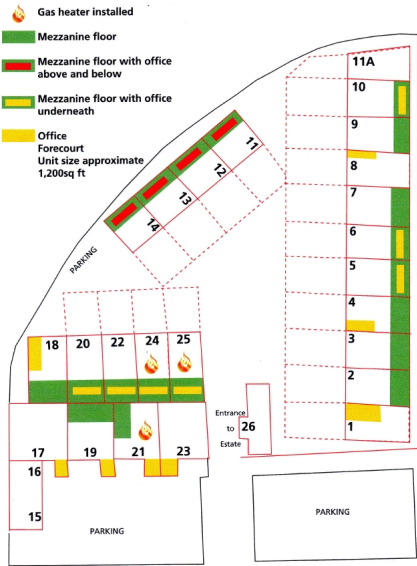 Gas heater installed
Mezzanine floor
Mezzanine floor with office
above and below
Mezzanine floor with office
underneath
Office
Forecourt
Unit size approximate
1,200sq ft
11A
10
9
8
7
6
5
4
3
2
1
11
12
13
14
PARKING
18
20
22
24
25
17
19
21
23
16
15
PARKING
Entrance
to
Estate
26
PARKING